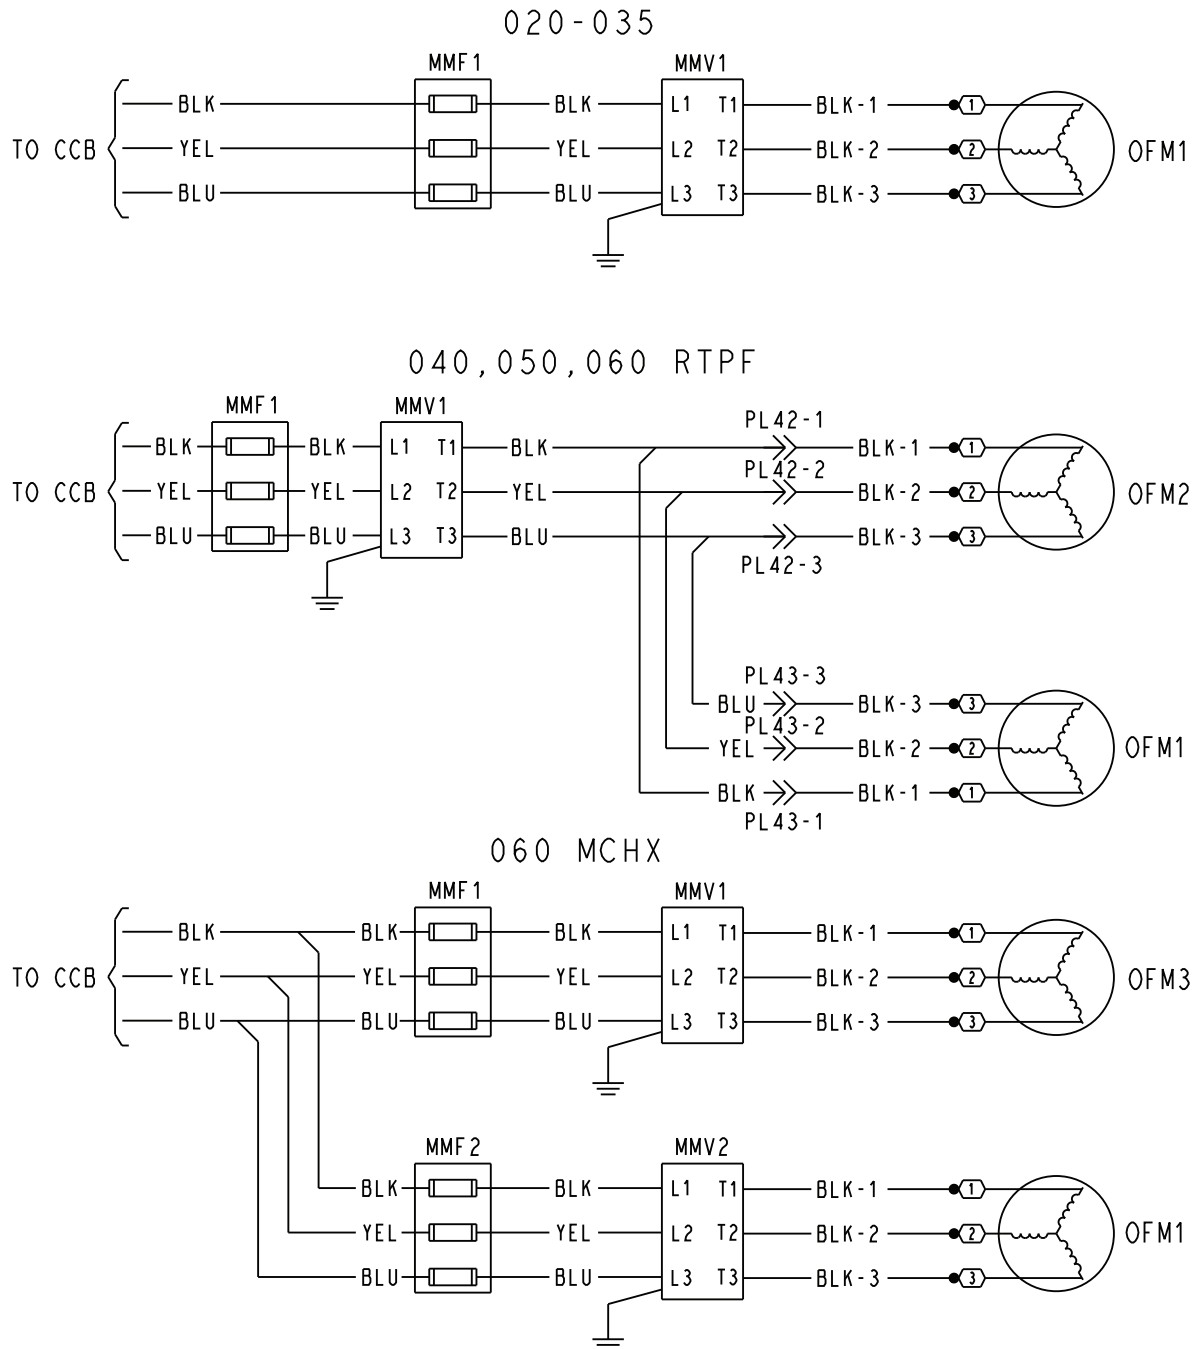 020-035
MMF1 MMV1
BLK BLK L1 T1 BLK-1 1
TO CCB YEL YEL L2 T2 BLK-2 2 OFM1
BLU BLU L3 T3 BLK-3 3
040,050,060 RTPF
MMF1 MMV1 PL42-1
BLK BLK L1 T1 BLK BLK-1 1
PL42-2
TO CCB YEL YEL L2 T2 YEL BLK-2 2 OFM2
BLU BLU L3 T3 BLU BLK-3 3
PL42-3
PL43-3
BLU BLK-3 3
PL43-2
YEL BLK-2 2 OFM1
BLK BLK-1 1
PL43-1
060 MCHX
MMF1 MMV1
BLK BLK BLK L1 T1 BLK-1 1
TO CCB YEL YEL YEL L2 T2 BLK-2 2 OFM3
BLU BLU BLU L3 T3 BLK-3 3
MMF2 MMV2
BLK BLK L1 T1 BLK-1 1
YEL YEL L2 T2 BLK-2 2 OFM1
BLU BLU L3 T3 BLK-3 3